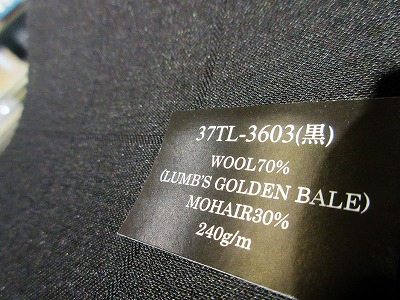 37TL-3603(黒)
WOOL70%
(LUMB'S GOLDEN BALE)
MOHAIR30%
240g/m